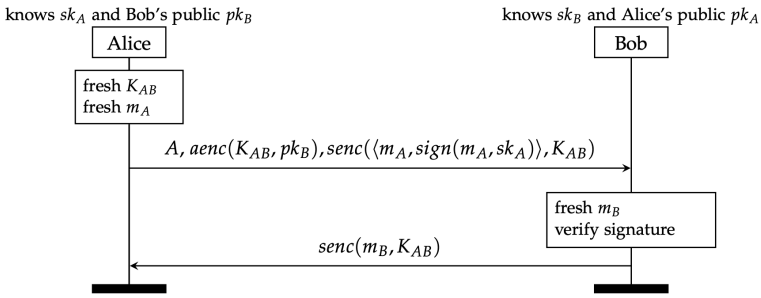 knows sk_A and Bob's public pk_B
knows sk_B and Alice's public pk_A
Alice
Bob
fresh K_AB
fresh m_A
A, aenc(K_AB, pk_B), senc(⟨m_A, sign(m_A, sk_A)⟩, K_AB)
fresh m_B
verify signature
senc(m_B, K_AB)